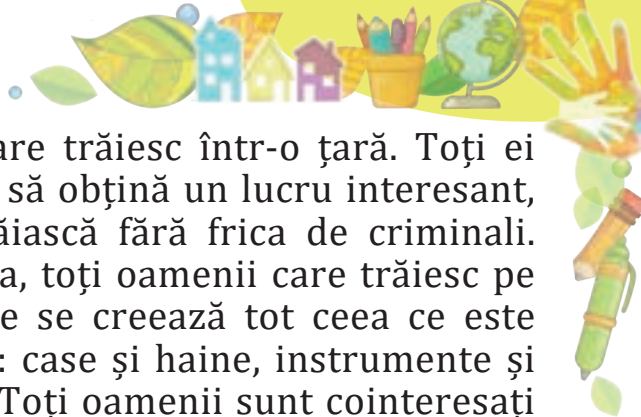 are trăiesc într-o țară. Toți ei
să obțină un lucru interesant,
ăiască fără frica de criminali.
a, toți oamenii care trăiesc pe
e se creează tot ceea ce este
: case și haine, instrumente și
Toți oamenii sunt cointeresați